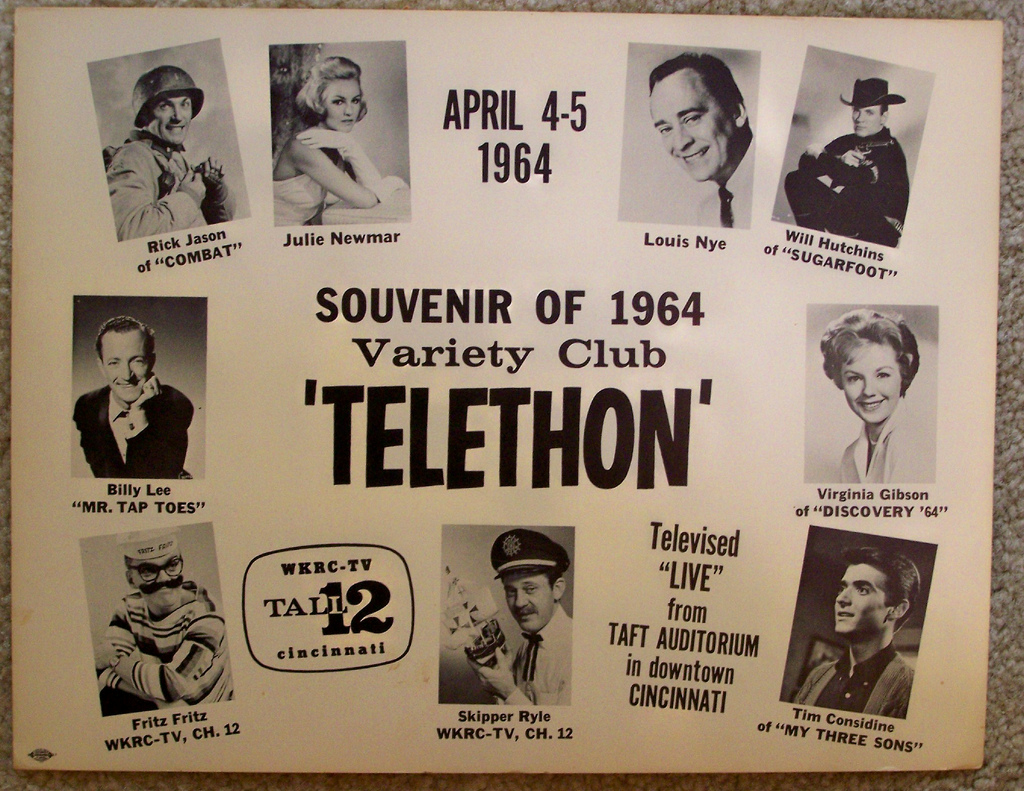 APRIL 4-5
1964
Rick Jason
of "COMBAT"
Julie Newmar
Louis Nye
Will Hutchins
of "SUGARFOOT"
SOUVENIR OF 1964
Variety Club
'TELETHON'
Billy Lee
"MR. TAP TOES"
Virginia Gibson
of "DISCOVERY '64"
FRITZ FRITZ
Fritz Fritz
WKRC-TV, CH. 12
WKRC-TV
TALL 12
cincinnati
Skipper Ryle
WKRC-TV, CH. 12
Televised
"LIVE"
from
TAFT AUDITORIUM
in downtown
CINCINNATI
Tim Considine
of "MY THREE SONS"